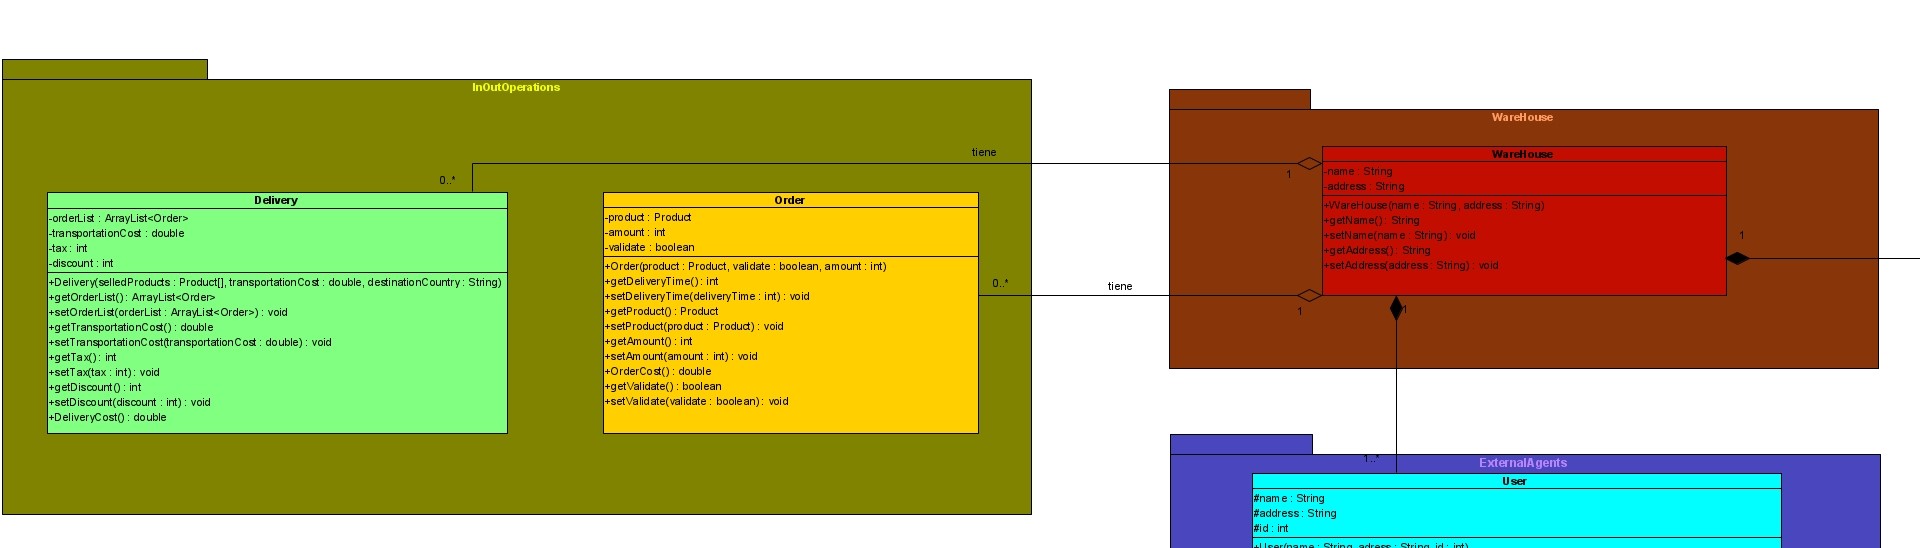 InOutOperations
tiene
0..*
Delivery
-orderList : ArrayList<Order>
-transportationCost : double
-tax : int
-discount : int
+Delivery(selledProducts : Product[], transportationCost : double, destinationCountry : String)
+getOrderList() : ArrayList<Order>
+setOrderList(orderList : ArrayList<Order>) : void
+getTransportationCost() : double
+setTransportationCost(transportationCost : double) : void
+getTax() : int
+setTax(tax : int) : void
+getDiscount() : int
+setDiscount(discount : int) : void
+DeliveryCost() : double
Order
-product : Product
-amount : int
-validate : boolean
+Order(product : Product, validate : boolean, amount : int)
+getDeliveryTime() : int
+setDeliveryTime(deliveryTime : int) : void
+getProduct() : Product
+setProduct(product : Product) : void
+getAmount() : int
+setAmount(amount : int) : void
+OrderCost() : double
+getValidate() : boolean
+setValidate(validate : boolean) : void
0..*
tiene
WareHouse
1
1
WareHouse
-name : String
-address : String
+WareHouse(name : String, address : String)
+getName() : String
+setName(name : String) : void
+getAddress() : String
+setAddress(address : String) : void
1
1
1..*
ExternalAgents
User
#name : String
#address : String
#id : int
+User(name : String, adress : String, id : int)